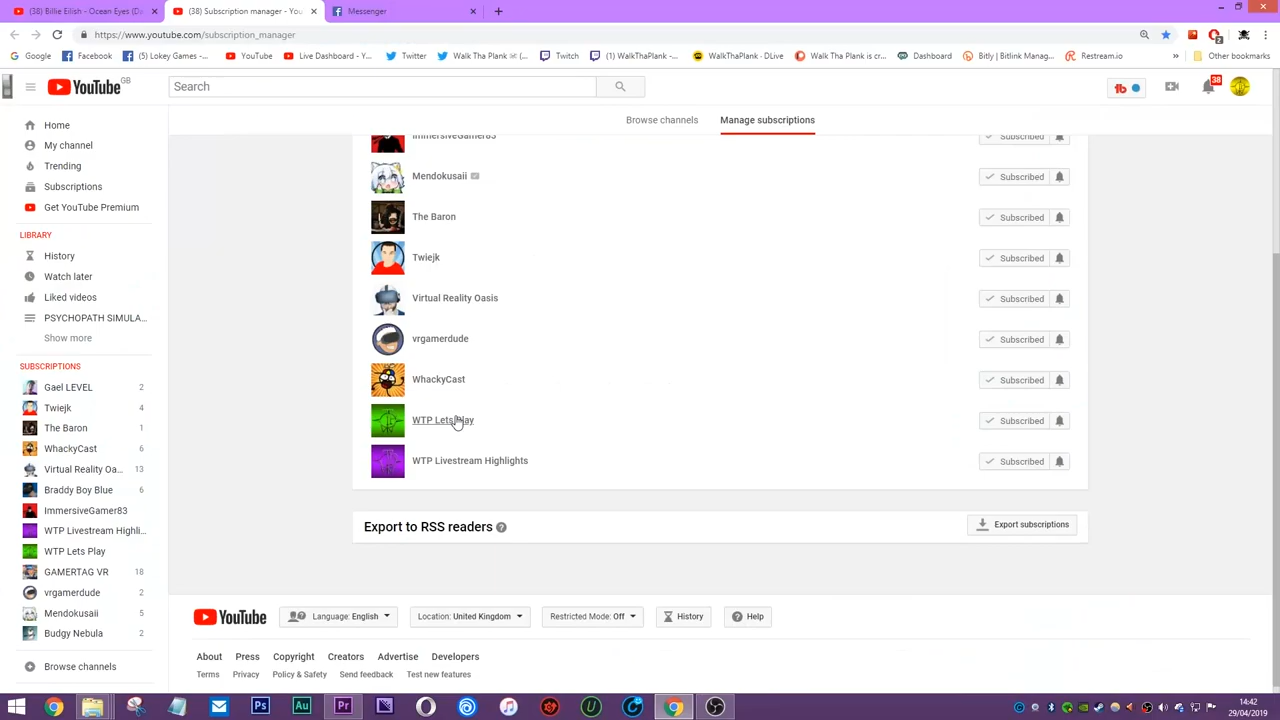 (38) Billie Eilish - Ocean Eyes (Da
(38) Subscription manager - You
Messenger
https://www.youtube.com/subscription_manager
Google
Facebook
(5) Lokey Games -...
YouTube
Live Dashboard - Y...
Twitter
Twitch
(1) WalkThaPlank -...
WalkThaPlank - DLive
Walk Tha Plank is cr...
Dashboard
Bitly | Bitlink Manag...
Restream.io
»
Other bookmarks
YouTube GB
Search
38
Browse channels
Manage subscriptions
Home
My channel
Trending
Subscriptions
Get YouTube Premium
LIBRARY
History
Watch later
Liked videos
PSYCHOPATH SIMULA...
Show more
SUBSCRIPTIONS
Gael LEVEL 2
Twiejk 4
The Baron 1
WhackyCast 6
Virtual Reality Oa... 13
Braddy Boy Blue 6
ImmersiveGamer83
WTP Livestream Highli...
WTP Lets Play
GAMERTAG VR 18
vrgamerdude 2
Mendokusaii 5
Budgy Nebula 2
Browse channels
ImmersiveGamer83 Subscribed
Mendokusaii Subscribed
The Baron Subscribed
Twiejk Subscribed
Virtual Reality Oasis Subscribed
vrgamerdude Subscribed
WhackyCast Subscribed
WTP Lets Play Subscribed
WTP Livestream Highlights Subscribed
Export to RSS readers
Export subscriptions
YouTube
Language: English
Location: United Kingdom
Restricted Mode: Off
History
Help
About Press Copyright Creators Advertise Developers
Terms Privacy Policy & Safety Send feedback Test new features
Ps
Au
Pr
14:42
29/04/2019